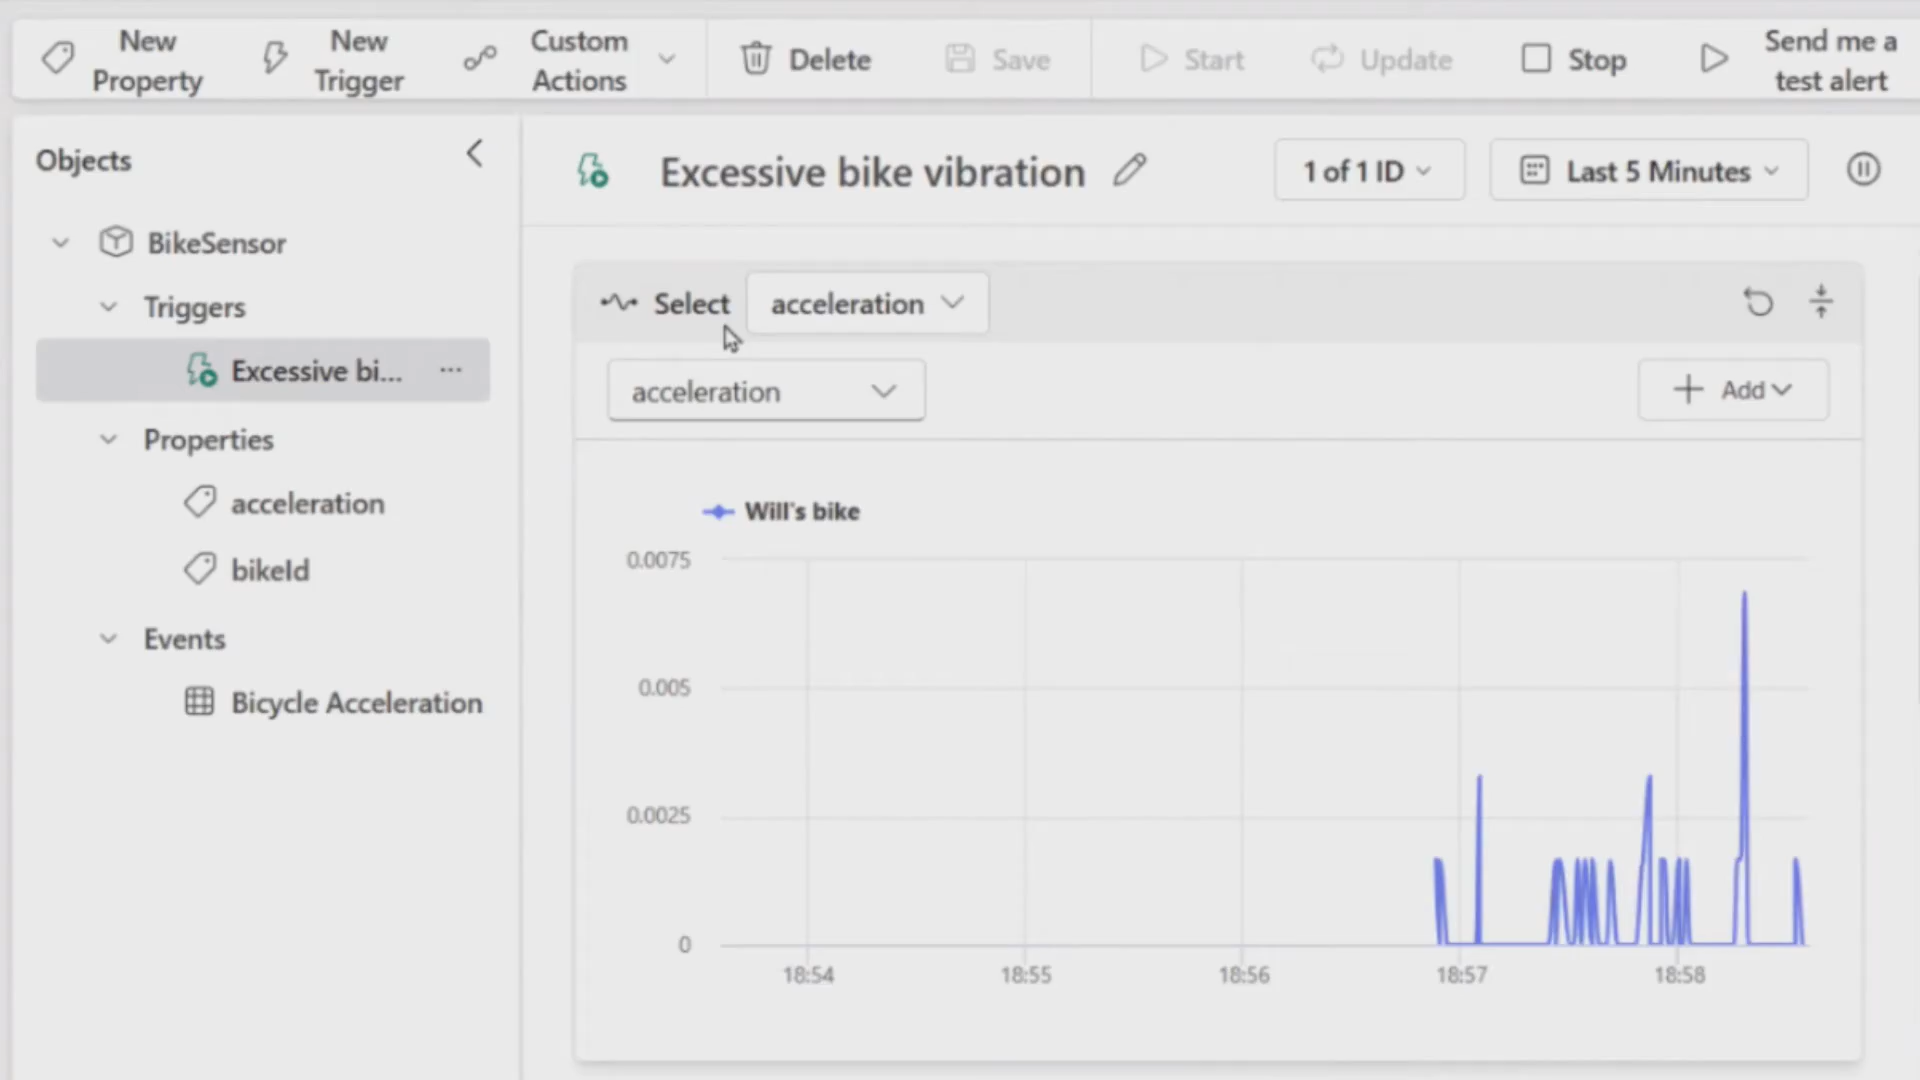 New Property
New Trigger
Custom Actions
Delete
Save
Start
Update
Stop
Send me a test alert
Objects
BikeSensor
Triggers
Excessive bi...
Properties
acceleration
bikeId
Events
Bicycle Acceleration
Excessive bike vibration
1 of 1 ID
Last 5 Minutes
Select
acceleration
acceleration
Add
Will's bike
0.0075
0.005
0.0025
0
18:54
18:55
18:56
18:57
18:58